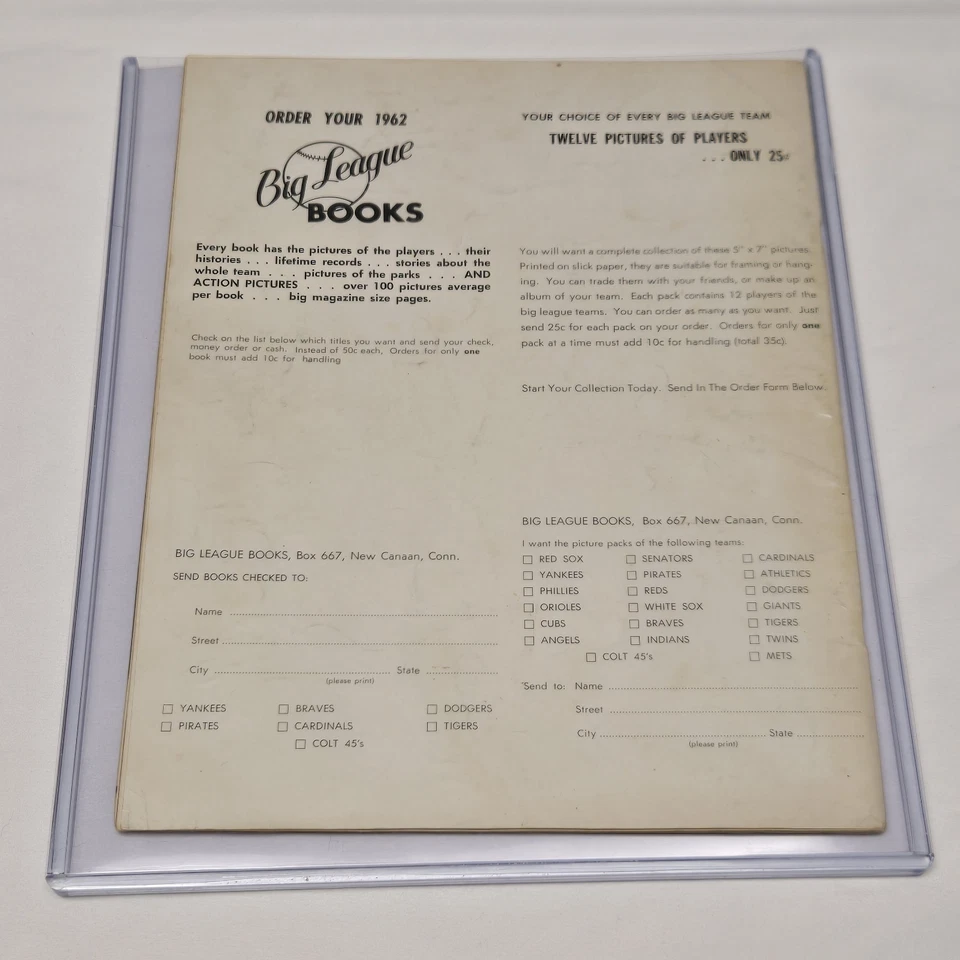 ORDER YOUR 1962
Big League
BOOKS
Every book has the pictures of the players . . . their
histories . . . lifetime records . . . stories about the
whole team . . . . pictures of the parks . . . . AND
ACTION PICTURES . . . . over 100 pictures average
per book . . . . big magazine size pages.
Check on the list below which titles you want and send your check,
money order or cash. Instead of 50c each, Orders for only one
book must add 10c for handling
BIG LEAGUE BOOKS, Box 667, New Canaan, Conn.
SEND BOOKS CHECKED TO:
Name
Street
City State
(please print)
☐ YANKEES ☐ BRAVES ☐ DODGERS
☐ PIRATES ☐ CARDINALS ☐ TIGERS
☐ COLT 45's
YOUR CHOICE OF EVERY BIG LEAGUE TEAM
TWELVE PICTURES OF PLAYERS
. . . ONLY 25¢
You will want a complete collection of these 5" x 7" pictures.
Printed on slick paper, they are suitable for framing or hang-
ing. You can trade them with your friends, or make up an
album of your team. Each pack contains 12 players of the
big league teams. You can order as many as you want. Just
send 25c for each pack on your order. Orders for only one
pack at a time must add 10c for handling (total 35c).
Start Your Collection Today. Send In The Order Form Below.
BIG LEAGUE BOOKS, Box 667, New Canaan, Conn.
I want the picture packs of the following teams:
☐ RED SOX ☐ SENATORS ☐ CARDINALS
☐ YANKEES ☐ PIRATES ☐ ATHLETICS
☐ PHILLIES ☐ REDS ☐ DODGERS
☐ ORIOLES ☐ WHITE SOX ☐ GIANTS
☐ CUBS ☐ BRAVES ☐ TIGERS
☐ ANGELS ☐ INDIANS ☐ TWINS
☐ COLT 45's ☐ METS
Send to: Name
Street
City State
(please print)